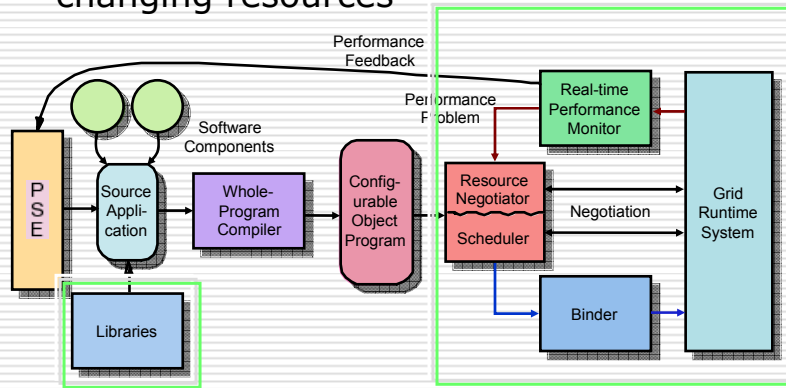 changing resources
Performance
Feedback
Performance
Problem
Real-time
Performance
Monitor
Software
Components
P
S
E
Source
Appli-
cation
Whole-
Program
Compiler
Config-
urable
Object
Program
Resource
Negotiator
Scheduler
Negotiation
Grid
Runtime
System
Libraries
Binder